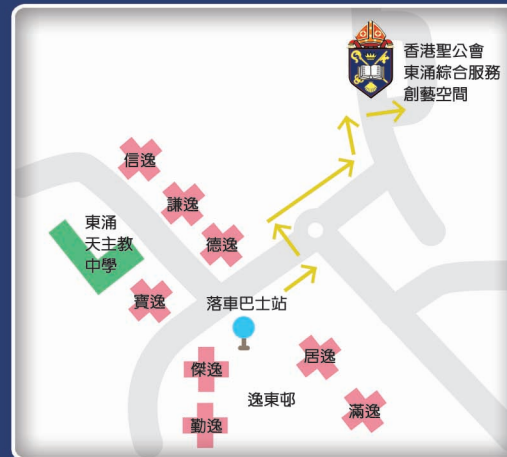 香港聖公會
東涌綜合服務
創藝空間
信逸
謙逸
德逸
東涌
天主教
中學
寶逸
落車巴士站
傑逸
居逸
逸東邨
滿逸
勤逸